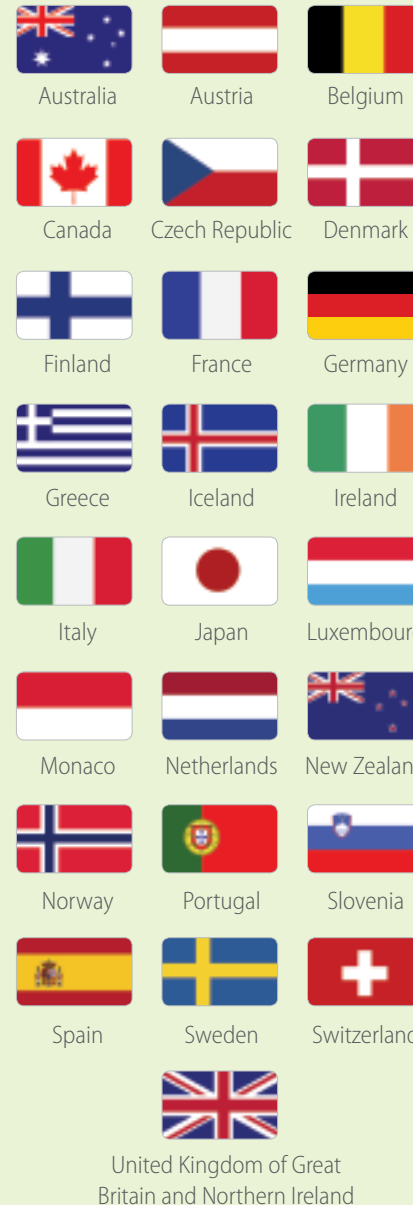 Australia Austria Belgium
Canada Czech Republic Denmark
Finland France Germany
Greece Iceland Ireland
Italy Japan Luxembour
Monaco Netherlands New Zealan
Norway Portugal Slovenia
Spain Sweden Switzerland
United Kingdom of Great
Britain and Northern Ireland